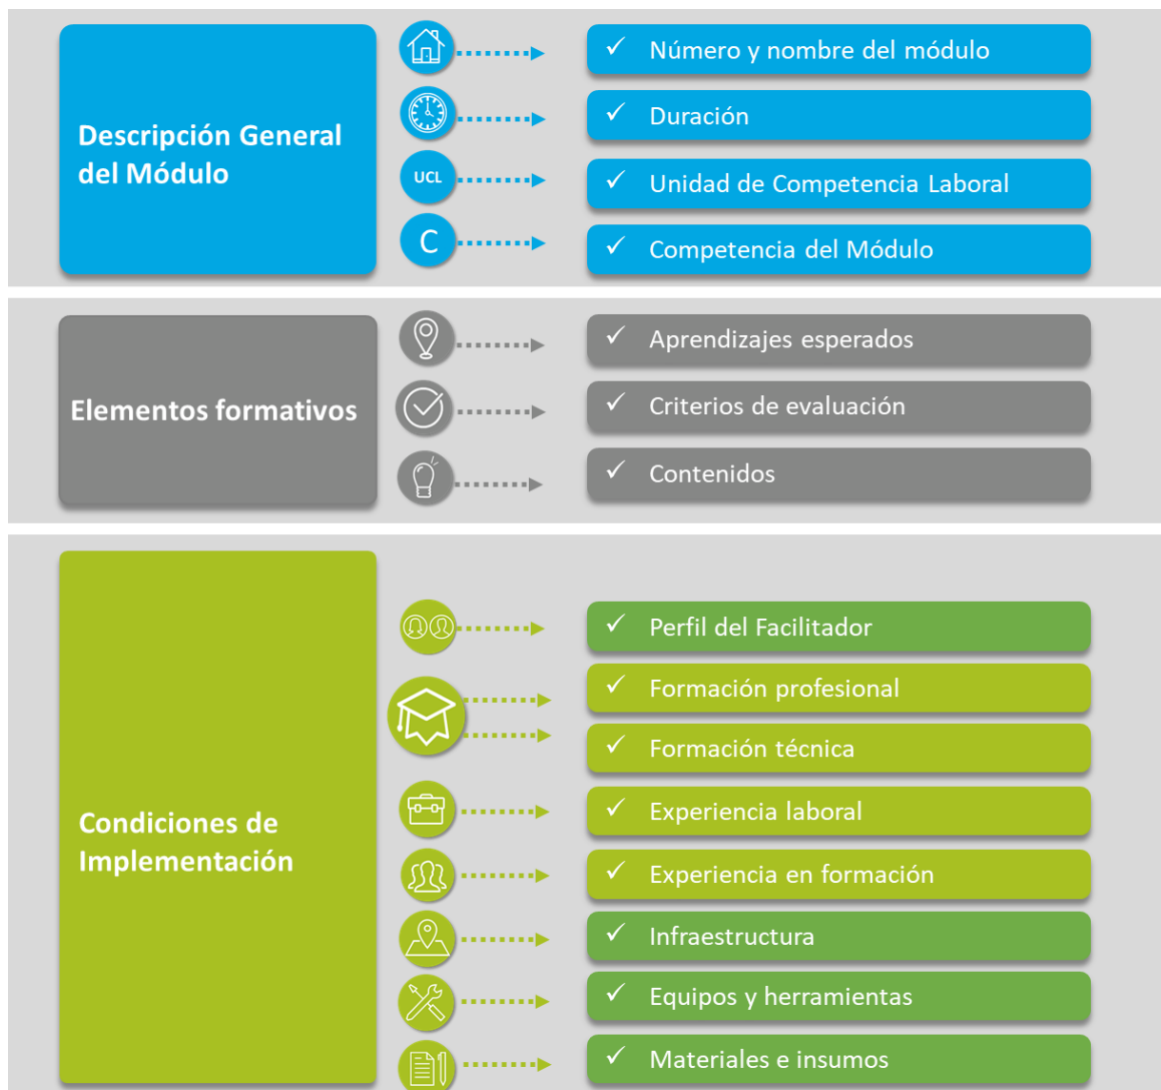 Descripción General
del Módulo
✓ Número y nombre del módulo
✓ Duración
UCL
✓ Unidad de Competencia Laboral
C
✓ Competencia del Módulo
Elementos formativos
✓ Aprendizajes esperados
✓ Criterios de evaluación
✓ Contenidos
Condiciones de
Implementación
✓ Perfil del Facilitador
✓ Formación profesional
✓ Formación técnica
✓ Experiencia laboral
✓ Experiencia en formación
✓ Infraestructura
✓ Equipos y herramientas
✓ Materiales e insumos